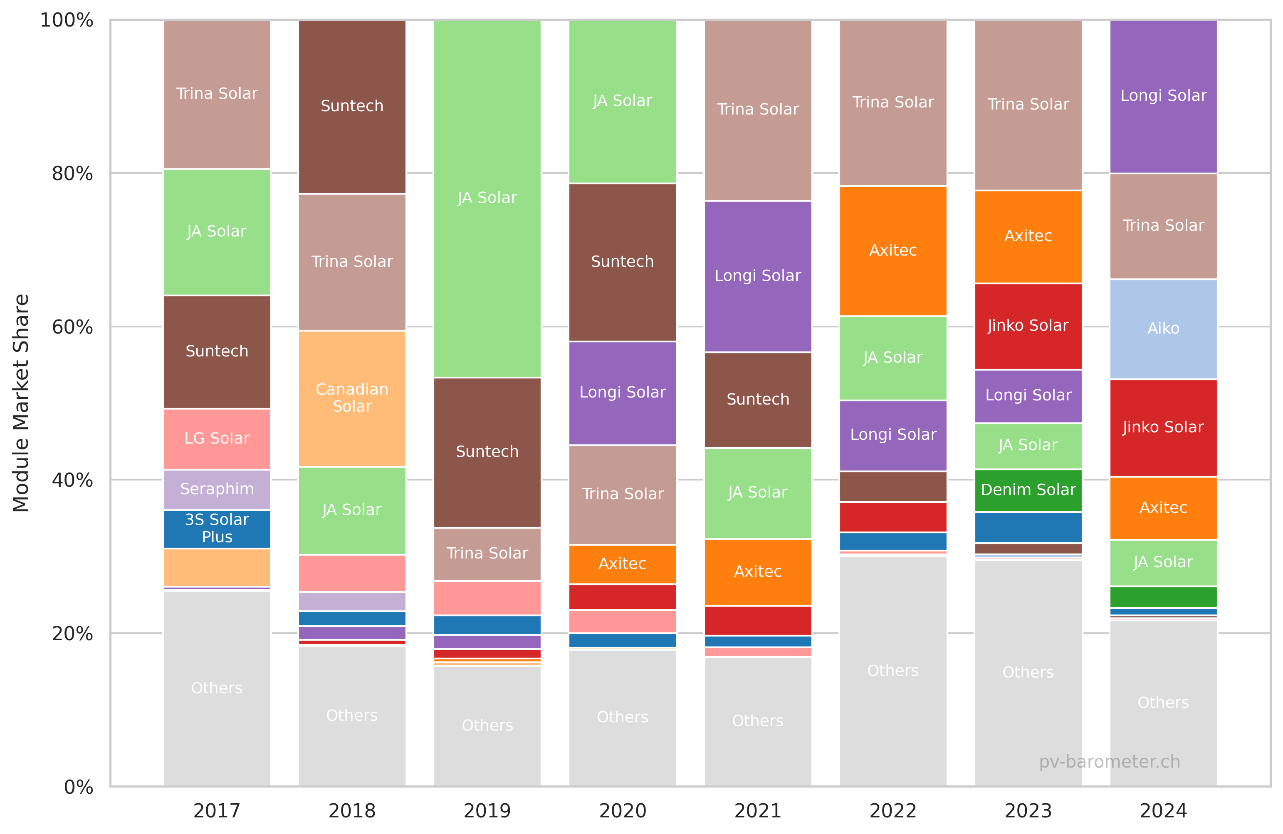 Module Market Share
100%
80%
60%
40%
20%
0%
Trina Solar
JA Solar
Suntech
LG Solar
Seraphim
3S Solar
Plus
Others
Suntech
Trina Solar
Canadian
Solar
JA Solar
Others
JA Solar
Suntech
Trina Solar
Others
JA Solar
Suntech
Longi Solar
Trina Solar
Axitec
Others
Trina Solar
Longi Solar
Suntech
JA Solar
Axitec
Others
Trina Solar
Axitec
JA Solar
Longi Solar
Others
Trina Solar
Axitec
Jinko Solar
Longi Solar
JA Solar
Denim Solar
Others
Longi Solar
Trina Solar
Aiko
Jinko Solar
Axitec
JA Solar
Others
pv-barometer.ch
2017
2018
2019
2020
2021
2022
2023
2024